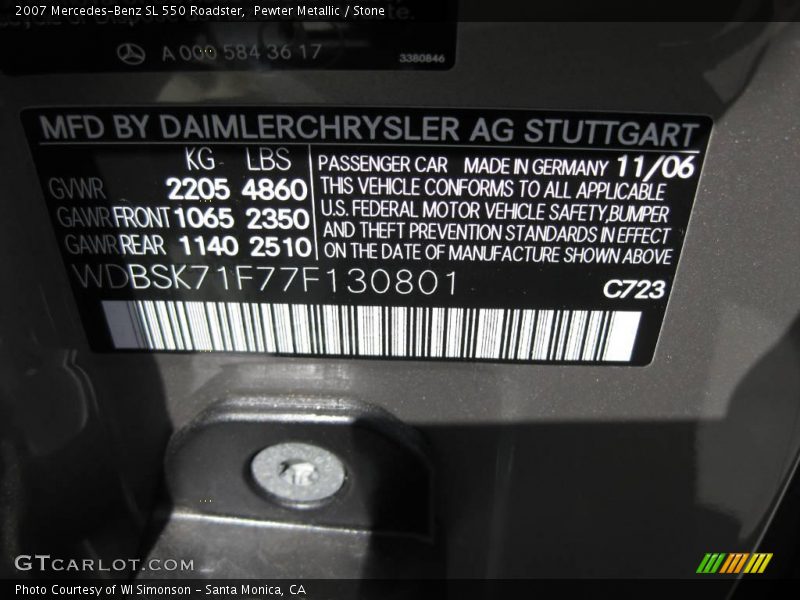 2007 Mercedes-Benz SL 550 Roadster, Pewter Metallic / Stone
A 000 584 36 17
3380846
MFD BY DAIMLERCHRYSLER AG STUTTGART
KG LBS
GVWR 2205 4860
GAWR FRONT 1065 2350
GAWR REAR 1140 2510
PASSENGER CAR MADE IN GERMANY 11/06
THIS VEHICLE CONFORMS TO ALL APPLICABLE
U.S. FEDERAL MOTOR VEHICLE SAFETY, BUMPER
AND THEFT PREVENTION STANDARDS IN EFFECT
ON THE DATE OF MANUFACTURE SHOWN ABOVE
WDBSK71F77F130801
C723
GTCARLOT.COM
Photo Courtesy of WI Simonson - Santa Monica, CA